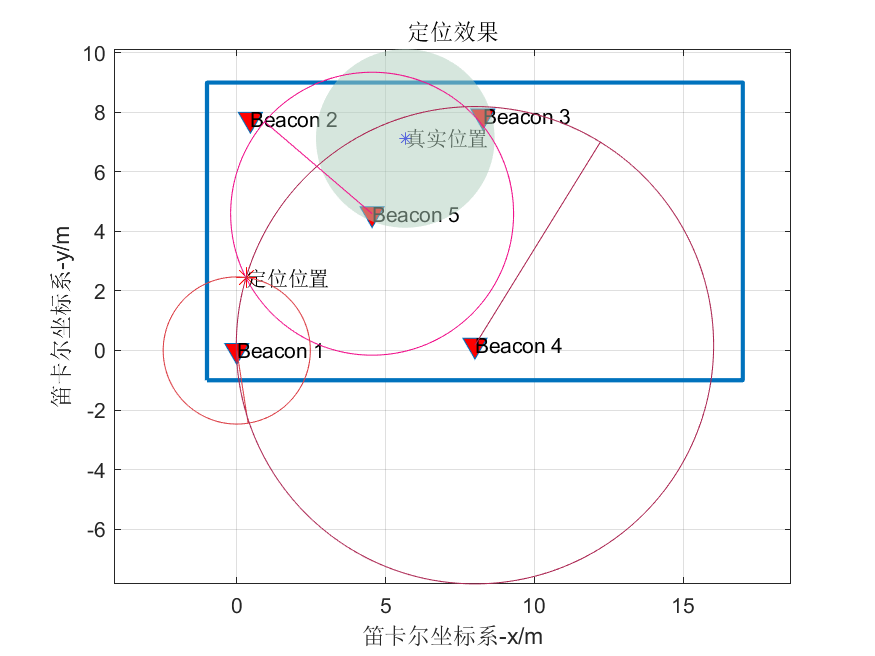 定位效果
10
8
6
4
2
0
-2
-4
-6
笛卡尔坐标系-y/m
Beacon 2
Beacon 3
真实位置
Beacon 5
定位位置
Beacon 1
Beacon 4
0
5
10
15
笛卡尔坐标系-x/m